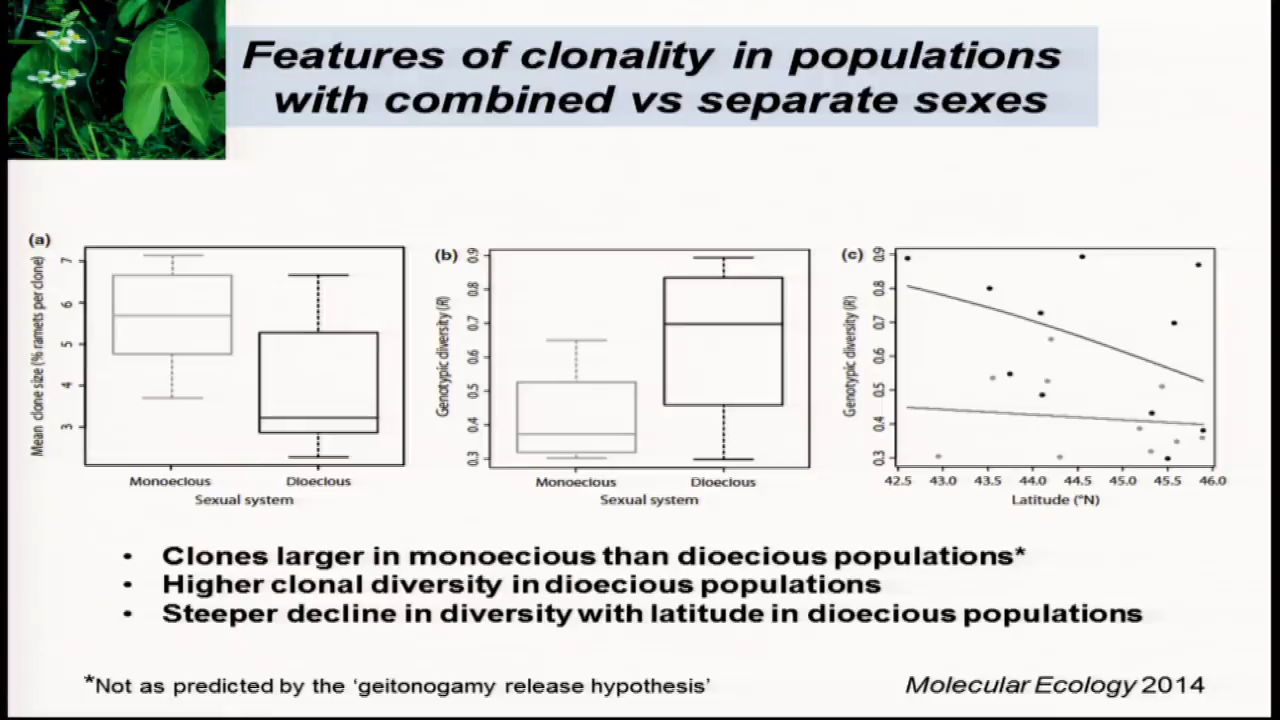 Features of clonality in populations
with combined vs separate sexes
(a)
Mean clone size (% ramets per clone)
7
6
5
4
3
Monoecious Dioecious
Sexual system
(b)
Genotypic diversity (R)
0.9
0.8
0.7
0.6
0.5
0.4
0.3
Monoecious Dioecious
Sexual system
(c)
Genotypic diversity (R)
0.9
0.8
0.7
0.6
0.5
0.4
0.3
42.5 43.0 43.5 44.0 44.5 45.0 45.5 46.0
Latitude (°N)
• Clones larger in monoecious than dioecious populations*
• Higher clonal diversity in dioecious populations
• Steeper decline in diversity with latitude in dioecious populations
*Not as predicted by the ‘geitonogamy release hypothesis’
Molecular Ecology 2014